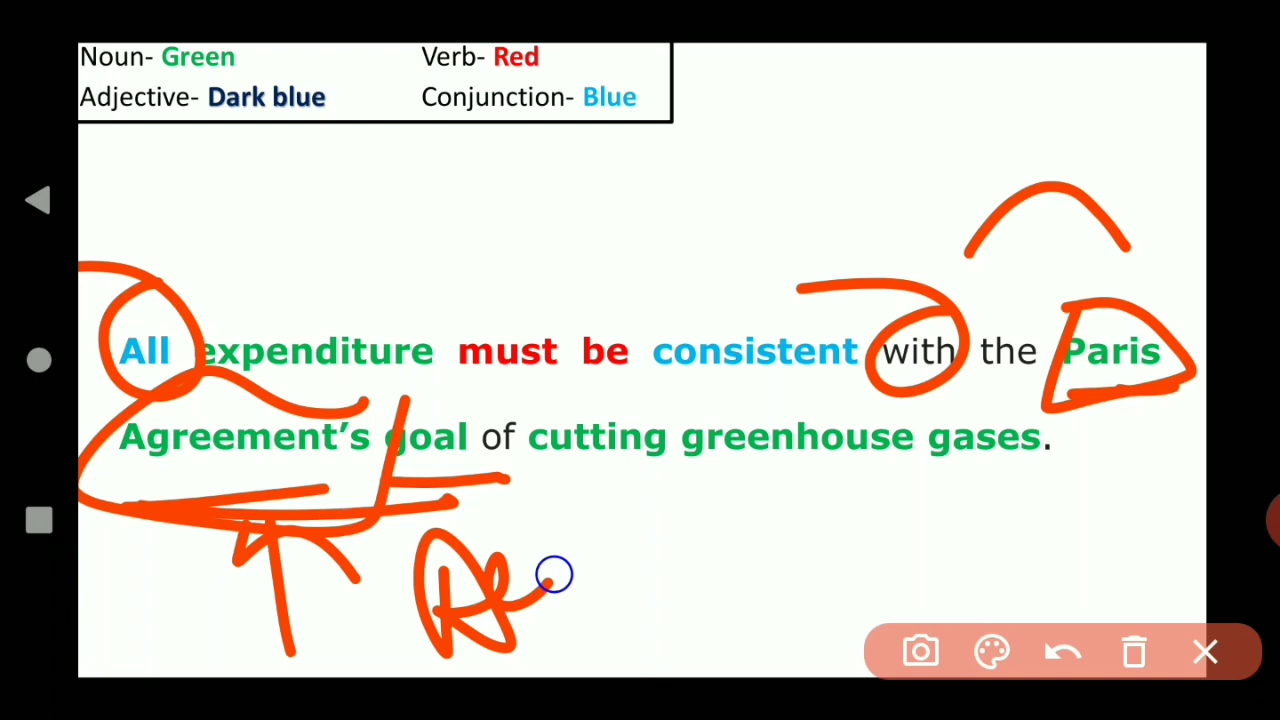 Noun- Green Verb- Red
Adjective- Dark blue Conjunction- Blue
All expenditure must be consistent with the Paris
Agreement’s goal of cutting greenhouse gases.